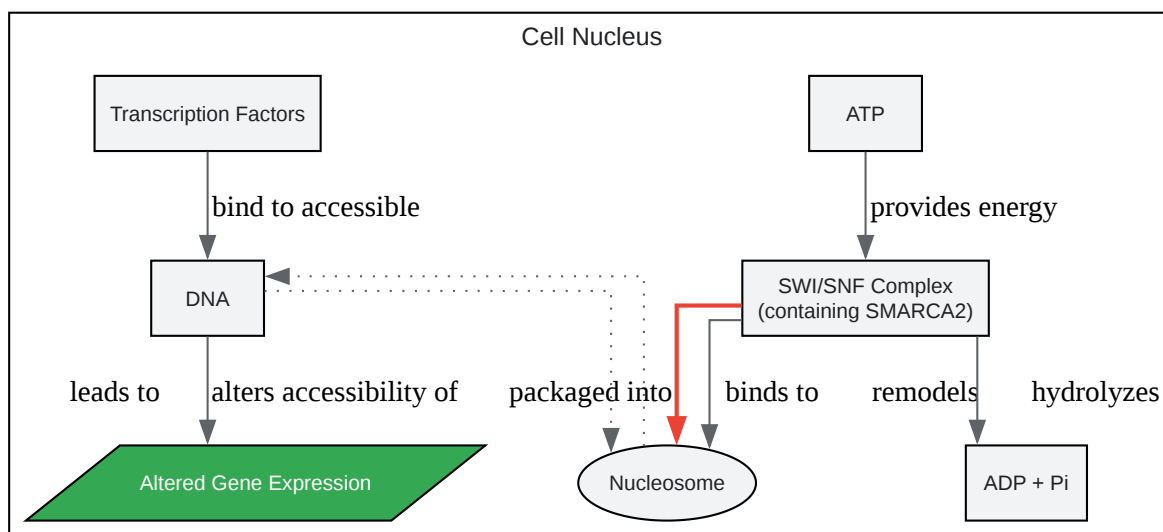 Cell Nucleus
Transcription Factors
ATP
bind to accessible
provides energy
DNA
SWI/SNF Complex
(containing SMARCA2)
leads to
alters accessibility of
packaged into
binds to
remodels
hydrolyzes
Altered Gene Expression
Nucleosome
ADP + Pi